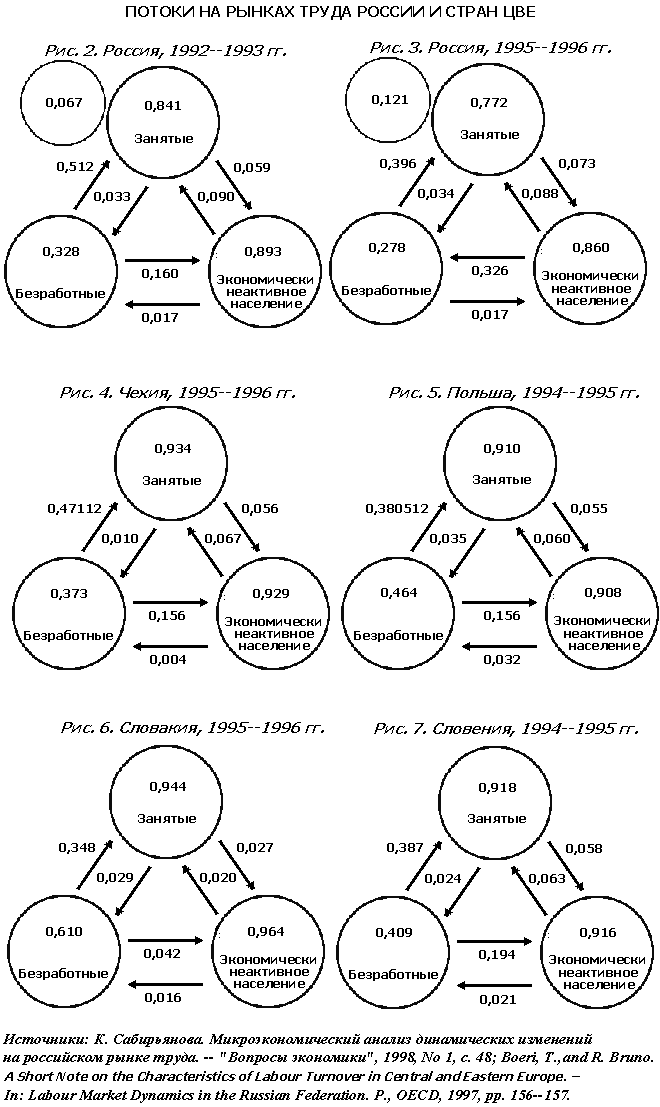 ПОТОКИ НА РЫНКАХ ТРУДА РОССИИ И СТРАН ЦВЕ
Рис. 2. Россия, 1992--1993 гг.
0,067
0,841
Занятые
0,512
0,033
0,059
0,090
0,328
Безработные
0,160
0,017
0,893
Экономически
неактивное
население
Рис. 3. Россия, 1995--1996 гг.
0,121
0,772
Занятые
0,396
0,034
0,073
0,088
0,278
Безработные
0,326
0,017
0,860
Экономически
неактивное
население
Рис. 4. Чехия, 1995--1996 гг.
0,934
Занятые
0,47112
0,010
0,056
0,067
0,373
Безработные
0,156
0,004
0,929
Экономически
неактивное
население
Рис. 5. Польша, 1994--1995 гг.
0,910
Занятые
0,380512
0,035
0,055
0,060
0,464
Безработные
0,156
0,032
0,908
Экономически
неактивное
население
Рис. 6. Словакия, 1995--1996 гг.
0,944
Занятые
0,348
0,029
0,027
0,020
0,610
Безработные
0,042
0,016
0,964
Экономически
неактивное
население
Рис. 7. Словения, 1994--1995 гг.
0,918
Занятые
0,387
0,024
0,058
0,063
0,409
Безработные
0,194
0,021
0,916
Экономически
неактивное
население
Источники: К. Сабирьянова. Микроэкономический анализ динамических изменений
на российском рынке труда. -- "Вопросы экономики", 1998, No 1, с. 48; Boeri, T.,and R. Bruno.
A Short Note on the Characteristics of Labour Turnover in Central and Eastern Europe. –
In: Labour Market Dynamics in the Russian Federation. P., OECD, 1997, pp. 156--157.